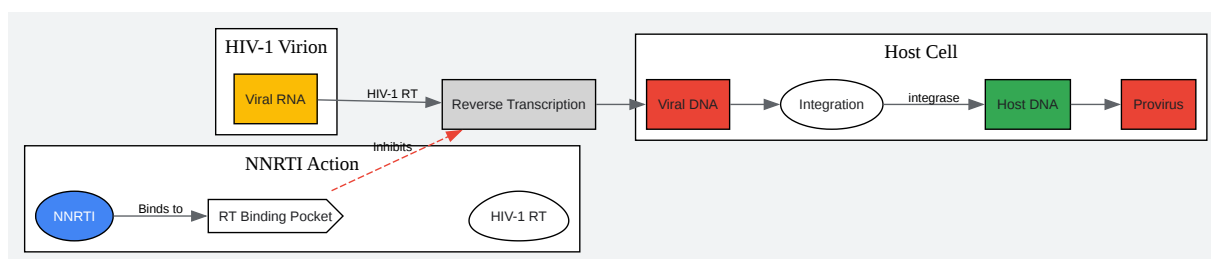 HIV-1 Virion
Viral RNA
HIV-1 RT
Reverse Transcription
Host Cell
Viral DNA
Integration
integrase
Host DNA
Provirus
Inhibits
NNRTI Action
NNRTI
Binds to
RT Binding Pocket
HIV-1 RT